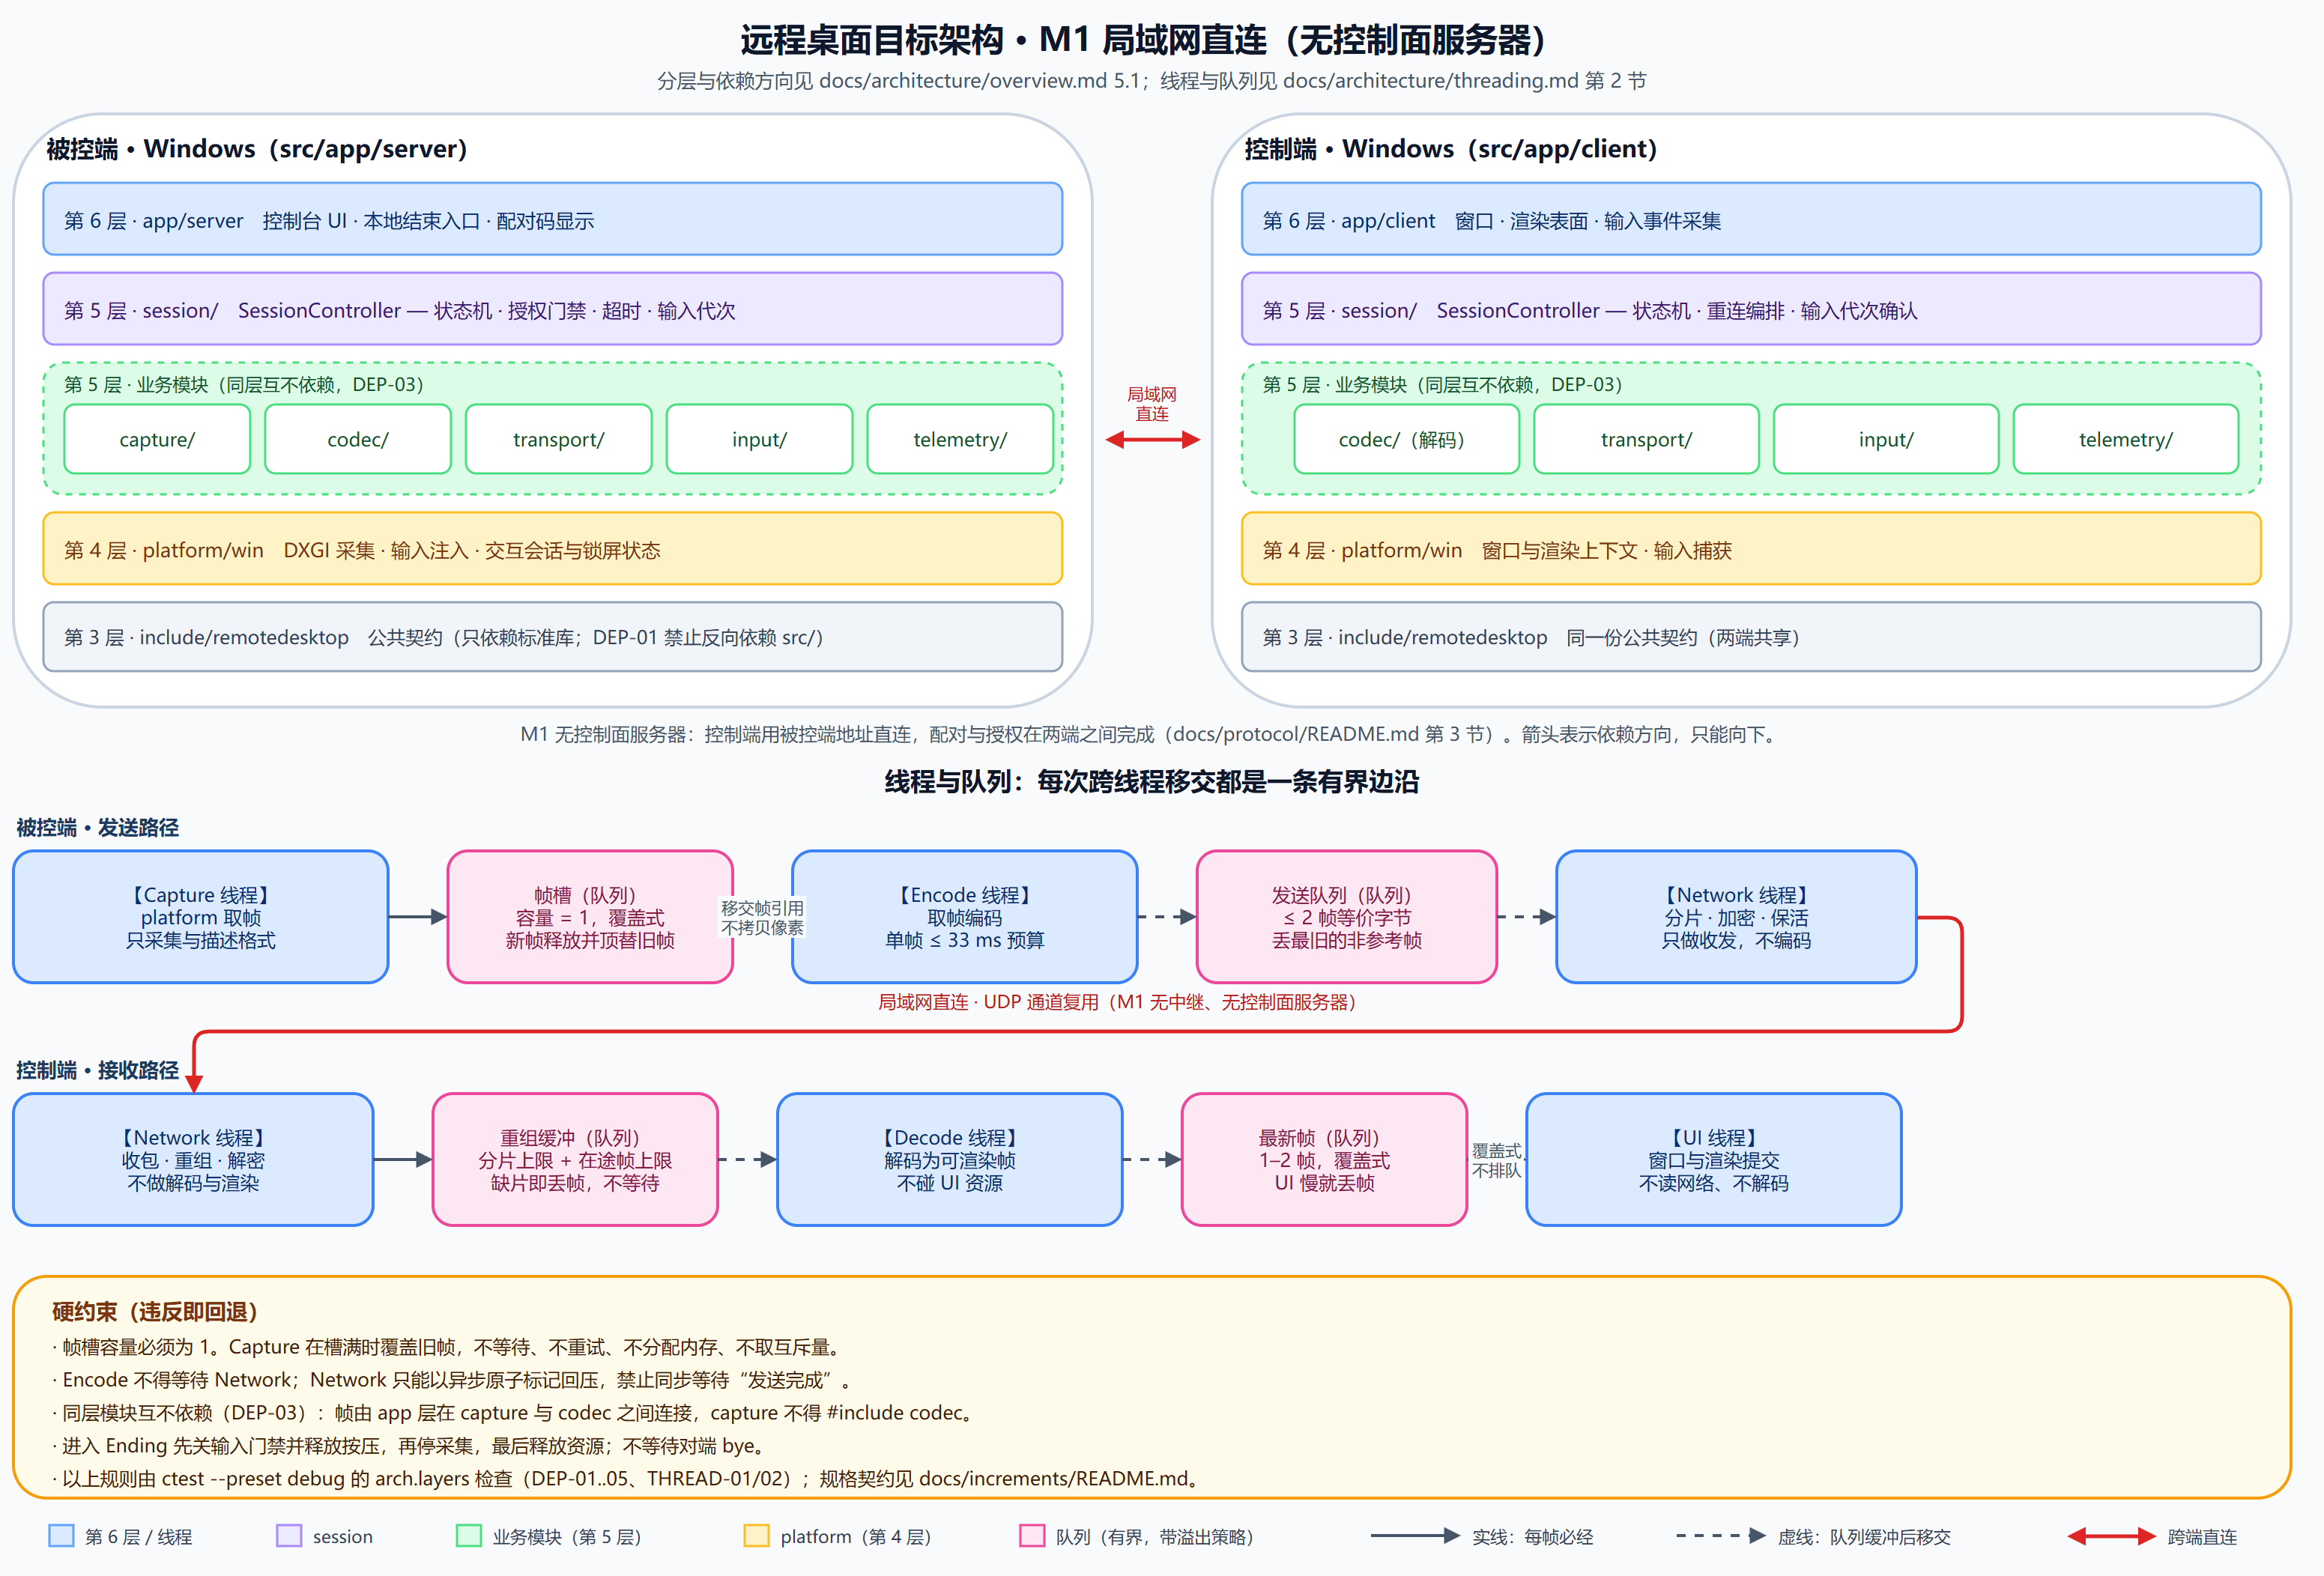 远程桌面目标架构 • M1 局域网直连（无控制面服务器）
分层与依赖方向见 docs/architecture/overview.md 5.1；线程与队列见 docs/architecture/threading.md 第 2 节
被控端 • Windows（src/app/server）
第 6 层 · app/server 控制台 UI · 本地结束入口 · 配对码显示
第 5 层 · session/ SessionController — 状态机 · 授权门禁 · 超时 · 输入代次
第 5 层 · 业务模块（同层互不依赖，DEP-03）
capture/
codec/
transport/
input/
telemetry/
第 4 层 · platform/win DXGI 采集 · 输入注入 · 交互会话与锁屏状态
第 3 层 · include/remotedesktop 公共契约（只依赖标准库；DEP-01 禁止反向依赖 src/）
局域网
直连
控制端 • Windows（src/app/client）
第 6 层 · app/client 窗口 · 渲染表面 · 输入事件采集
第 5 层 · session/ SessionController — 状态机 · 重连编排 · 输入代次确认
第 5 层 · 业务模块（同层互不依赖，DEP-03）
codec/（解码）
transport/
input/
telemetry/
第 4 层 · platform/win 窗口与渲染上下文 · 输入捕获
第 3 层 · include/remotedesktop 同一份公共契约（两端共享）
M1 无控制面服务器：控制端用被控端地址直连，配对与授权在两端之间完成（docs/protocol/README.md 第 3 节）。箭头表示依赖方向，只能向下。
线程与队列：每次跨线程移交都是一条有界边沿
被控端 • 发送路径
【Capture 线程】
platform 取帧
只采集与描述格式
帧槽（队列）
容量 = 1，覆盖式
新帧释放并顶替旧帧
移交帧引用
不拷贝像素
【Encode 线程】
取帧编码
单帧 ≤ 33 ms 预算
发送队列（队列）
≤ 2 帧等价字节
丢最旧的非参考帧
【Network 线程】
分片 · 加密 · 保活
只做收发，不编码
局域网直连 · UDP 通道复用（M1 无中继、无控制面服务器）
控制端 • 接收路径
【Network 线程】
收包 · 重组 · 解密
不做解码与渲染
重组缓冲（队列）
分片上限 + 在途帧上限
缺片即丢帧，不等待
【Decode 线程】
解码为可渲染帧
不碰 UI 资源
最新帧（队列）
1–2 帧，覆盖式
UI 慢就丢帧
覆盖式
不排队
【UI 线程】
窗口与渲染提交
不读网络、不解码
硬约束（违反即回退）
· 帧槽容量必须为 1。Capture 在槽满时覆盖旧帧，不等待、不重试、不分配内存、不取互斥量。
· Encode 不得等待 Network；Network 只能以异步原子标记回压，禁止同步等待“发送完成”。
· 同层模块互不依赖（DEP-03）：帧由 app 层在 capture 与 codec 之间连接，capture 不得 #include codec。
· 进入 Ending 先关输入门禁并释放按压，再停采集，最后释放资源；不等待对端 bye。
· 以上规则由 ctest --preset debug 的 arch.layers 检查（DEP-01..05、THREAD-01/02）；规格契约见 docs/increments/README.md。
第 6 层 / 线程
session
业务模块（第 5 层）
platform（第 4 层）
队列（有界，带溢出策略）
实线：每帧必经
虚线：队列缓冲后移交
跨端直连